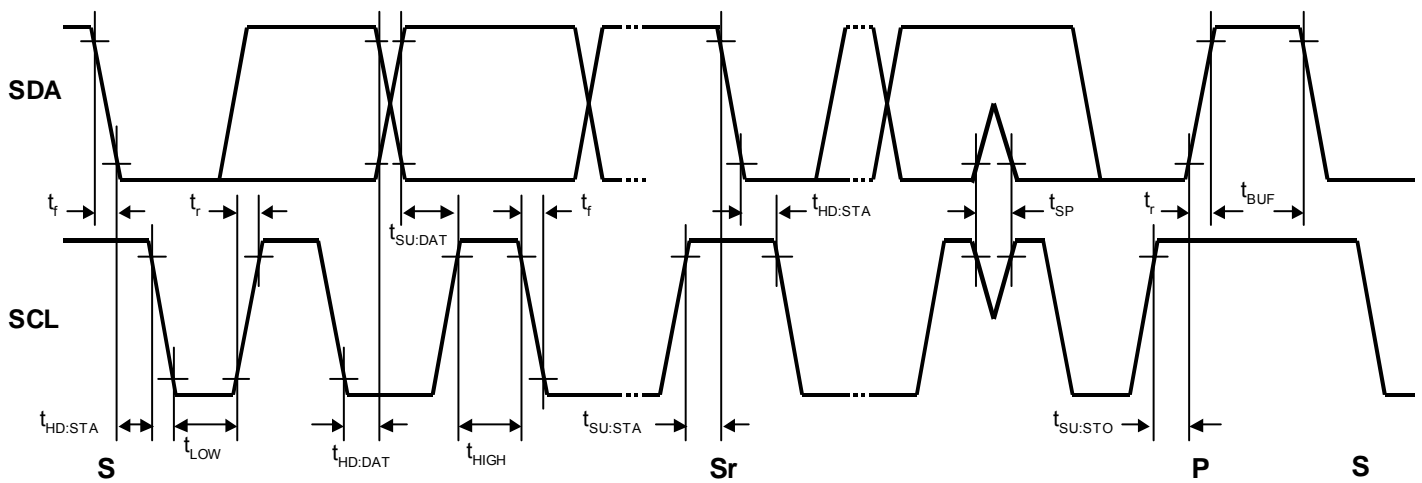 SDA
t_f
t_r
t_SU:DAT
t_f
t_HD:STA
t_SP
t_r
t_BUF
SCL
t_HD:STA
t_LOW
t_HD:DAT
t_HIGH
t_SU:STA
t_SU:STO
S
Sr
P
S